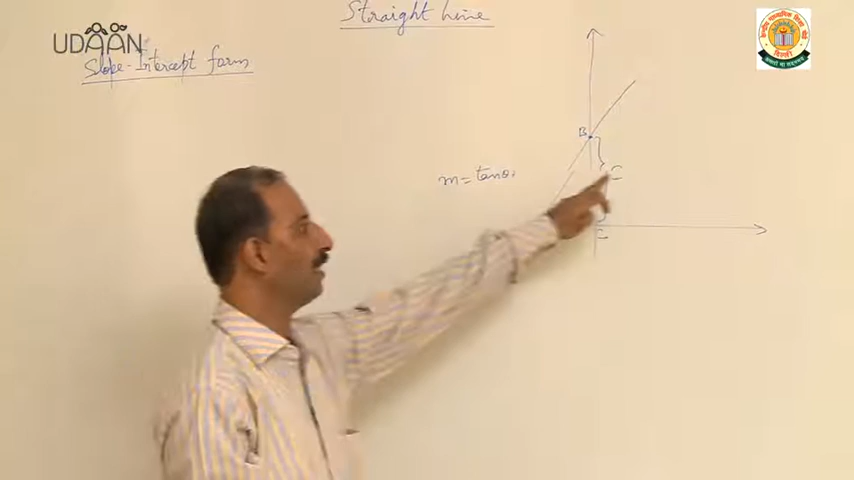 Straight Line
UDAAN
Slope-Intercept form
B
C
m = tanθ